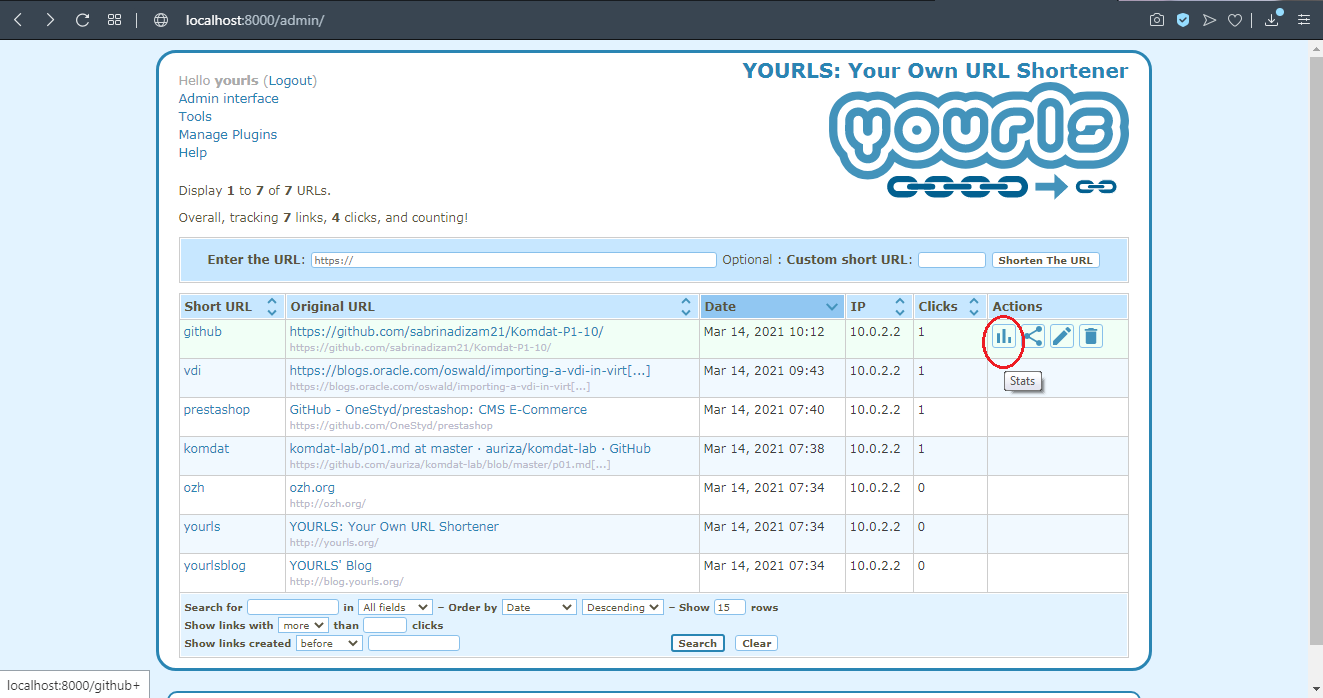 localhost:8000/admin/
Hello yourls (Logout)
Admin interface
Tools
Manage Plugins
Help
YOURLS: Your Own URL Shortener
yourls
Display 1 to 7 of 7 URLs.
Overall, tracking 7 links, 4 clicks, and counting!
Enter the URL: https:// Optional : Custom short URL: Shorten The URL
Short URL Original URL Date IP Clicks Actions
github https://github.com/sabrinadizam21/Komdat-P1-10/ Mar 14, 2021 10:12 10.0.2.2 1
https://github.com/sabrinadizam21/Komdat-P1-10/
vdi https://blogs.oracle.com/oswald/importing-a-vdi-in-virt[...] Mar 14, 2021 09:43 10.0.2.2 1
https://blogs.oracle.com/oswald/importing-a-vdi-in-virt[...]
Stats
prestashop GitHub - OneStyd/prestashop: CMS E-Commerce Mar 14, 2021 07:40 10.0.2.2 1
https://github.com/OneStyd/prestashop
komdat komdat-lab/p01.md at master · auriza/komdat-lab · GitHub Mar 14, 2021 07:38 10.0.2.2 1
https://github.com/auriza/komdat-lab/blob/master/p01.md[...]
ozh ozh.org Mar 14, 2021 07:34 10.0.2.2 0
http://ozh.org/
yourls YOURLS: Your Own URL Shortener Mar 14, 2021 07:34 10.0.2.2 0
http://yourls.org/
yourlsblog YOURLS' Blog Mar 14, 2021 07:34 10.0.2.2 0
http://blog.yourls.org/
Search for in All fields – Order by Date Descending – Show 15 rows
Show links with more than clicks
Show links created before Search Clear
localhost:8000/github+